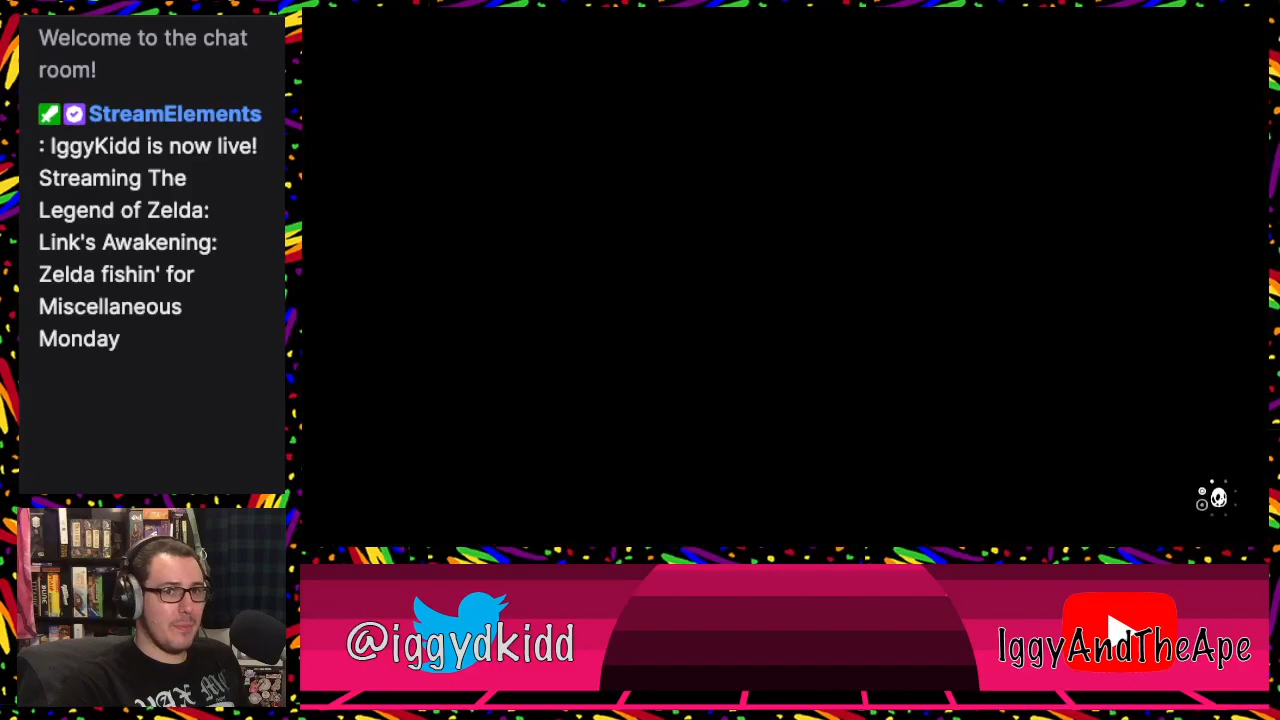 Welcome to the chat
room!
StreamElements
: IggyKidd is now live!
Streaming The
Legend of Zelda:
Link's Awakening:
Zelda fishin' for
Miscellaneous
Monday
@iggydkidd
IggyAndTheApe